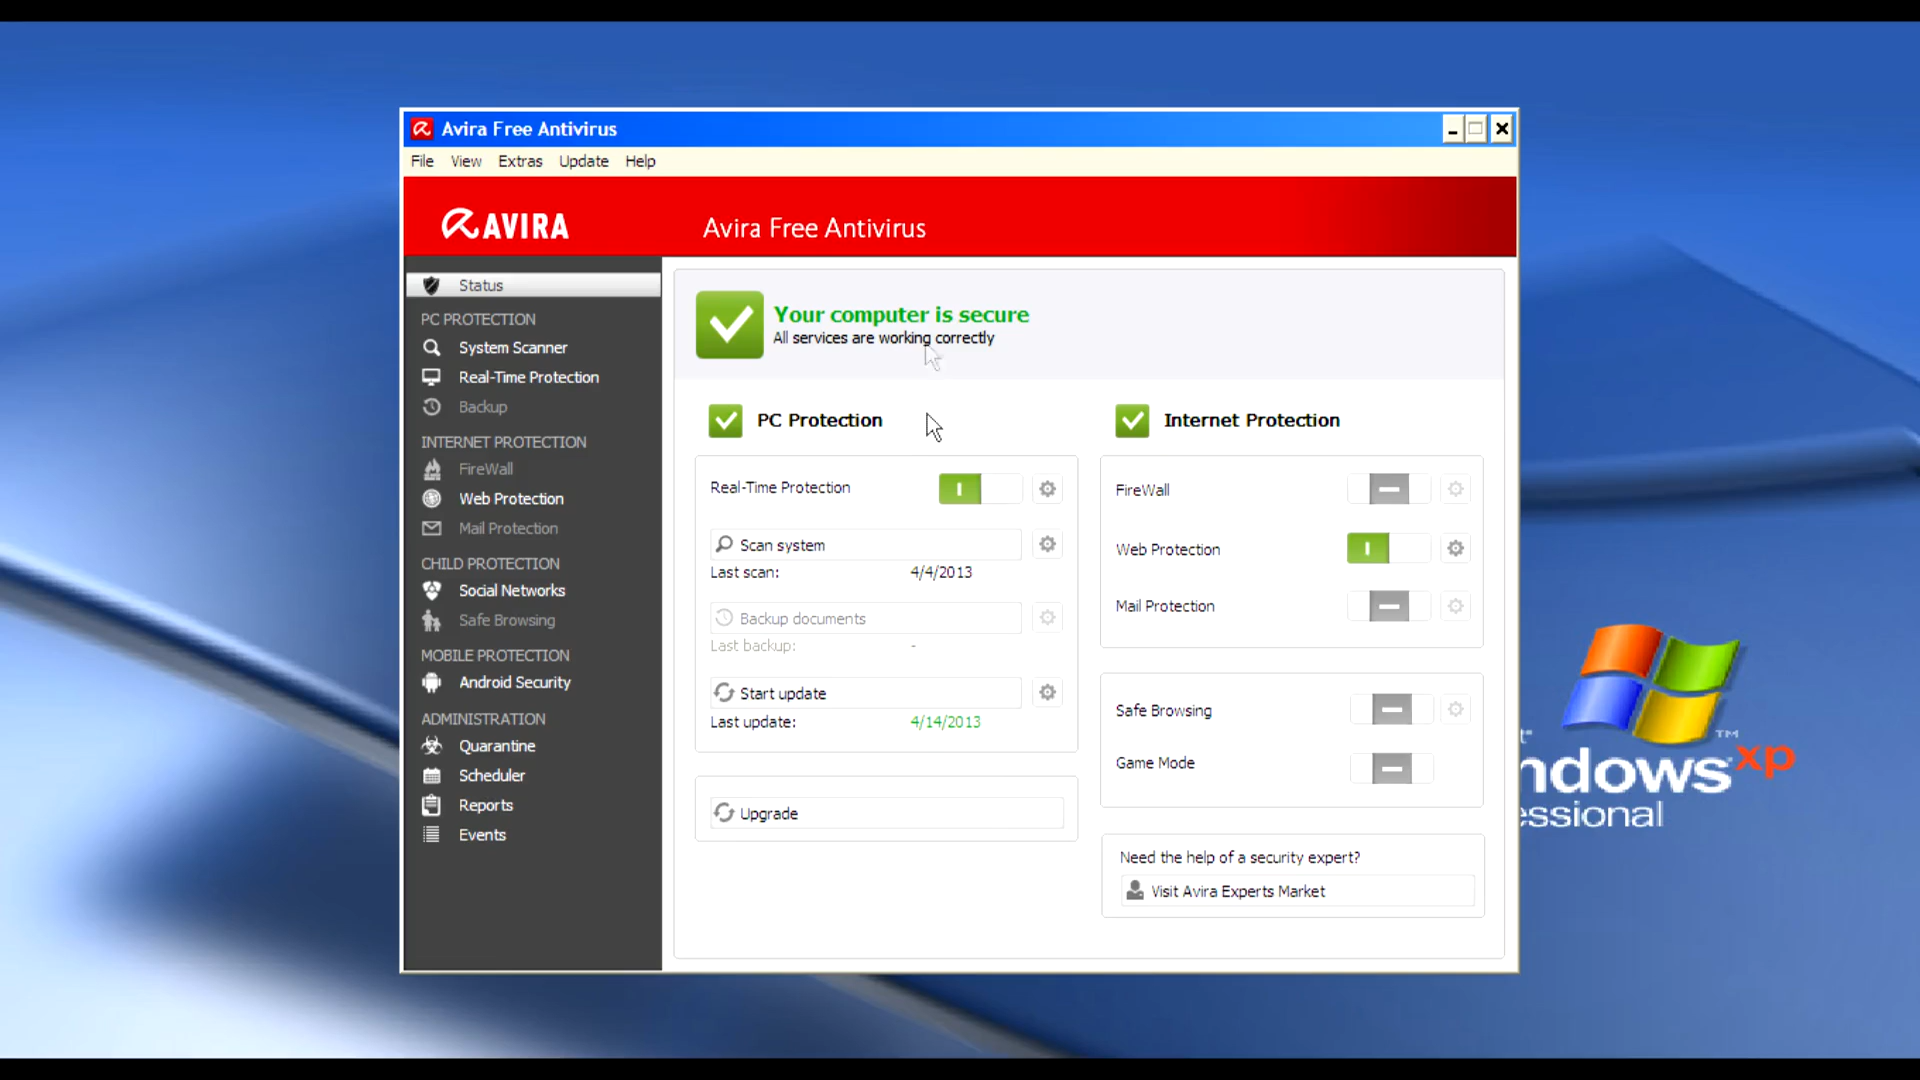 Avira Free Antivirus
File View Extras Update Help
AVIRA
Avira Free Antivirus
Status
PC PROTECTION
System Scanner
Real-Time Protection
Backup
INTERNET PROTECTION
FireWall
Web Protection
Mail Protection
CHILD PROTECTION
Social Networks
Safe Browsing
MOBILE PROTECTION
Android Security
ADMINISTRATION
Quarantine
Scheduler
Reports
Events
Your computer is secure
All services are working correctly
PC Protection
Real-Time Protection
Scan system
Last scan: 4/4/2013
Backup documents
Last backup: -
Start update
Last update: 4/14/2013
Upgrade
Internet Protection
FireWall
Web Protection
Mail Protection
Safe Browsing
Game Mode
Need the help of a security expert?
Visit Avira Experts Market
ndows xp
essional